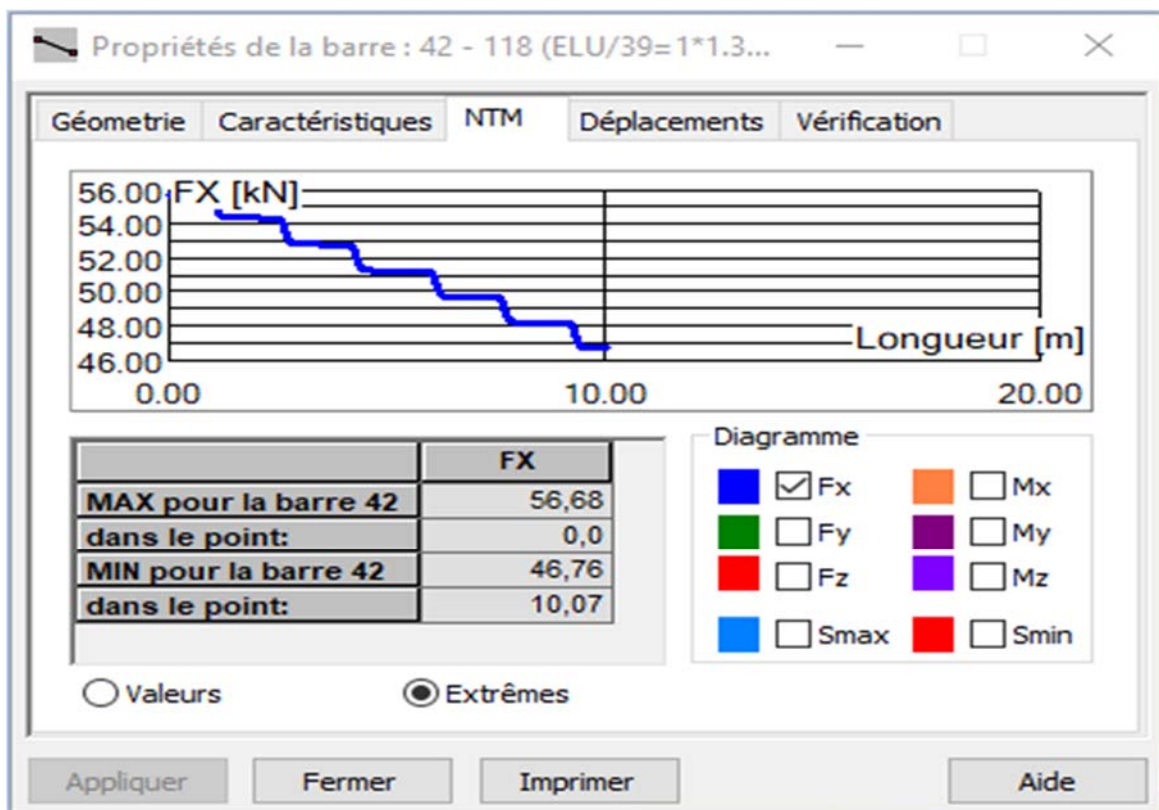 Propriétés de la barre : 42 - 118 (ELU/39=1*1.3...
Géometrie Caractéristiques NTM Déplacements Vérification
56.00 FX [kN]
54.00
52.00
50.00
48.00
46.00
Longueur [m]
0.00 10.00 20.00
FX
MAX pour la barre 42 56,68
dans le point: 0,0
MIN pour la barre 42 46,76
dans le point: 10,07
Diagramme
Fx Mx
Fy My
Fz Mz
Smax Smin
Valeurs Extrêmes
Appliquer Fermer Imprimer Aide